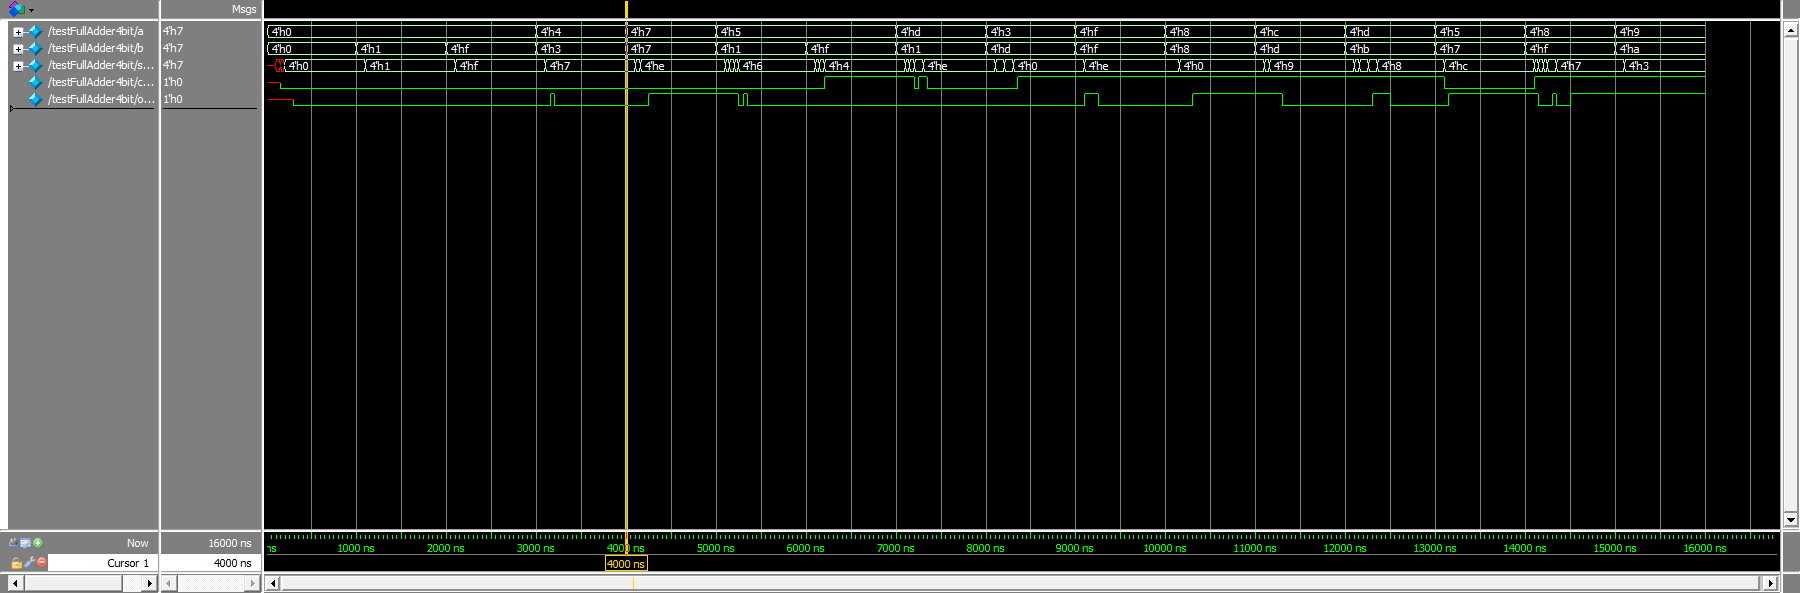 Msgs
/testFullAdder4bit/a 4'h7 4'h0 4'h4 4'h7 4'h5 4'hd 4'h3 4'hf 4'h8 4'hc 4'hd 4'h5 4'h8 4'h9
/testFullAdder4bit/b 4'h7 4'h0 4'h1 4'hf 4'h3 4'h7 4'h1 4'hf 4'h1 4'hd 4'hf 4'h8 4'hd 4'hb 4'h7 4'hf 4'ha
/testFullAdder4bit/s... 4'h7 4'h0 4'h1 4'hf 4'h7 4'he 4'h6 4'h4 4'he 4'h0 4'he 4'h0 4'h9 4'h8 4'hc 4'h7 4'h3
/testFullAdder4bit/c... 1'h0
/testFullAdder4bit/o... 1'h0
Now 16000 ns ns 1000 ns 2000 ns 3000 ns 4000 ns 5000 ns 6000 ns 7000 ns 8000 ns 9000 ns 10000 ns 11000 ns 12000 ns 13000 ns 14000 ns 15000 ns 16000 ns
Cursor 1 4000 ns 4000 ns